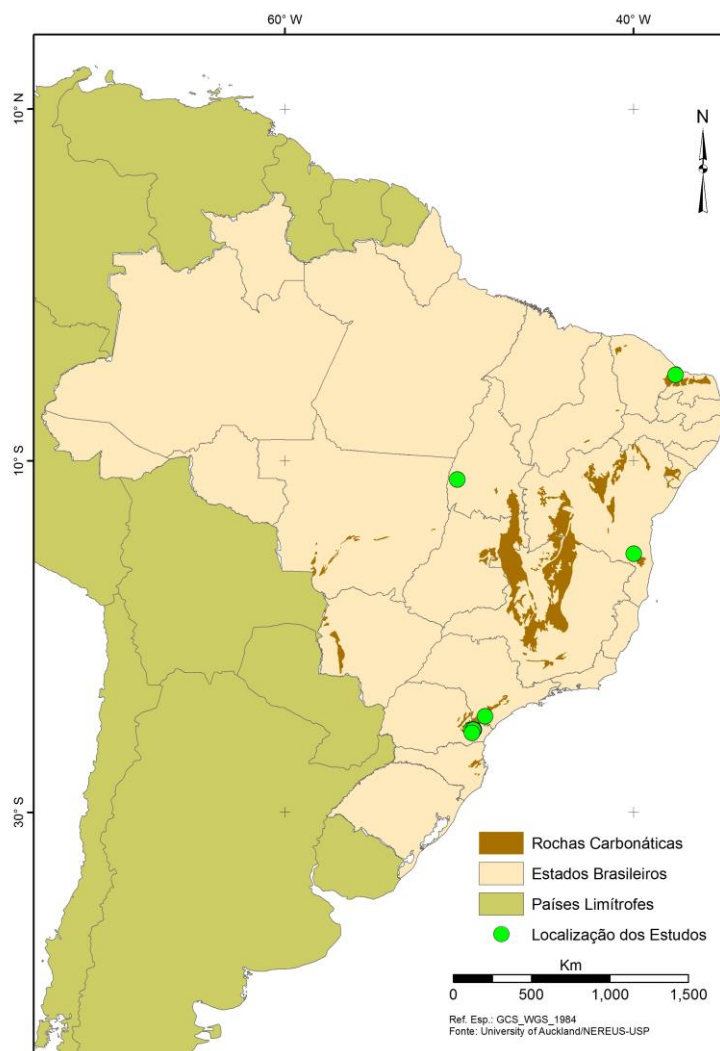 60° W
40° W
10° N
N
10° S
30° S
Rochas Carbonáticas
Estados Brasileiros
Países Limítrofes
Localização dos Estudos
Km
0 250 500 1,000 1,500
Ref. Esp.: GCS_WGS_1984
Fonte: University of Auckland/NEREUS-USP